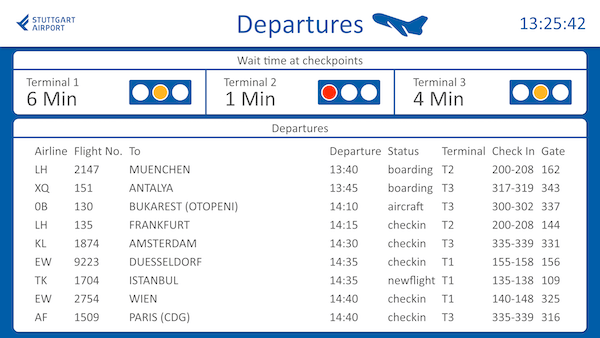 STUTTGART
AIRPORT
Departures
13:25:42
Wait time at checkpoints
Terminal 1
6 Min
Terminal 2
1 Min
Terminal 3
4 Min
Departures
Airline Flight No. To Departure Status Terminal Check In Gate
LH 2147 MUENCHEN 13:40 boarding T2 200-208 162
XQ 151 ANTALYA 13:45 boarding T3 317-319 343
0B 130 BUKAREST (OTOPENI) 14:10 aircraft T3 300-302 337
LH 135 FRANKFURT 14:15 checkin T2 200-208 144
KL 1874 AMSTERDAM 14:30 checkin T3 335-339 331
EW 9223 DUESSELDORF 14:35 checkin T1 155-158 156
TK 1704 ISTANBUL 14:35 newflight T1 135-138 109
EW 2754 WIEN 14:40 checkin T1 140-148 325
AF 1509 PARIS (CDG) 14:40 checkin T3 335-339 316